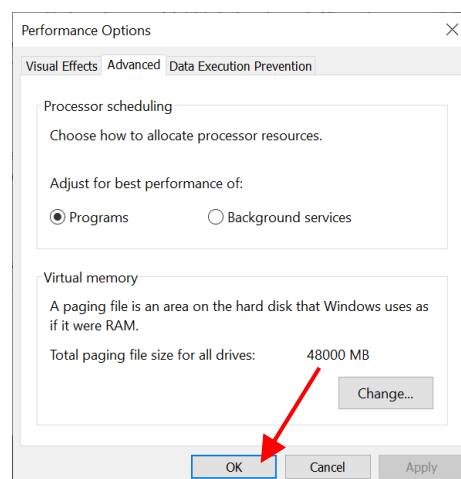 Performance Options
Visual Effects Advanced Data Execution Prevention
Processor scheduling
Choose how to allocate processor resources.
Adjust for best performance of:
Programs Background services
Virtual memory
A paging file is an area on the hard disk that Windows uses as
if it were RAM.
Total paging file size for all drives: 48000 MB
Change...
OK Cancel Apply